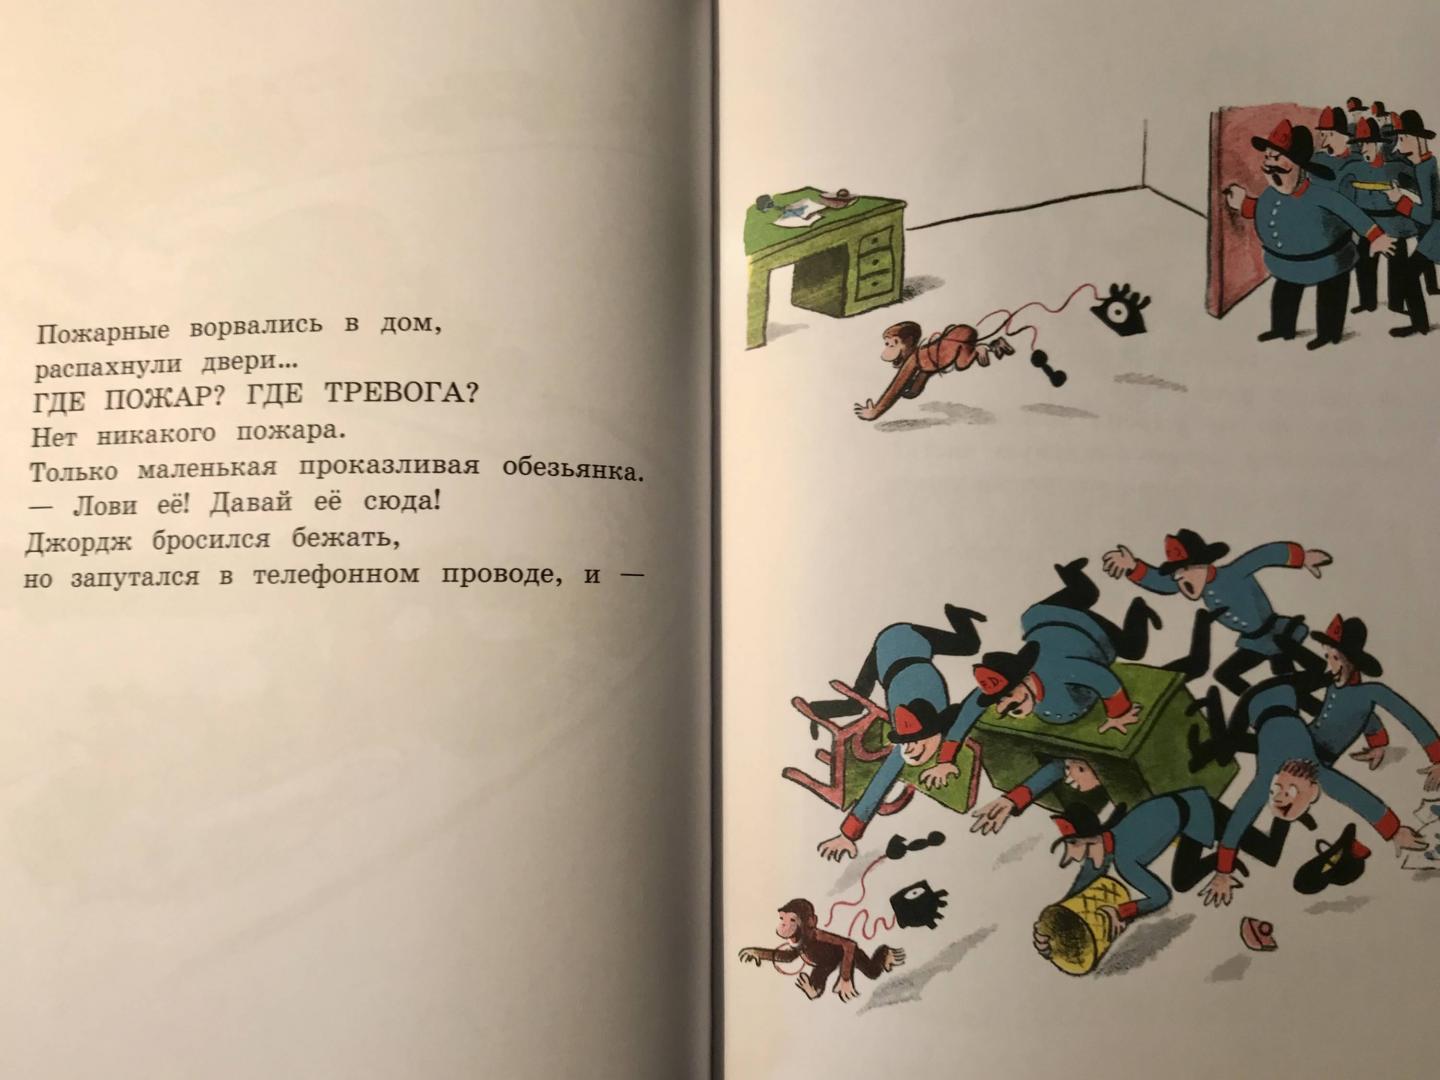 Пожарные ворвались в дом,
распахнули двери...
ГДЕ ПОЖАР? ГДЕ ТРЕВОГА?
Нет никакого пожара.
Только маленькая проказливая обезьянка.
— Лови её! Давай её сюда!
Джордж бросился бежать,
но запутался в телефонном проводе, и —
F.D.